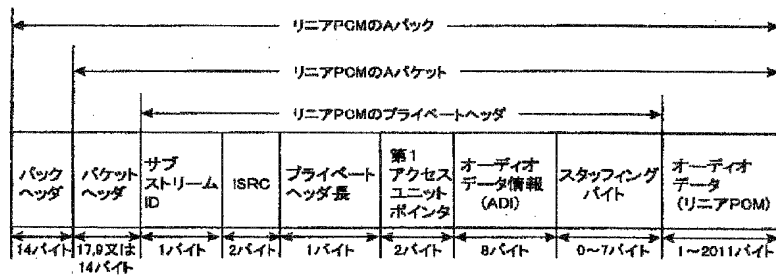 リニアPCMのAパック
リニアPCMのAパケット
リニアPCMのプライベートヘッダ
パック
ヘッダ
パケット
ヘッダ
サブ
ストリーム
ID
ISRC
プライベート
ヘッダ長
第1
アクセス
ユニット
ポインタ
オーディオ
データ情報
(ADI)
スタッフィング
バイト
オーディオ
データ
(リニアPCM)
14バイト
17,9又は
14バイト
1バイト
2バイト
1バイト
2バイト
8バイト
0～7バイト
1～2011バイト